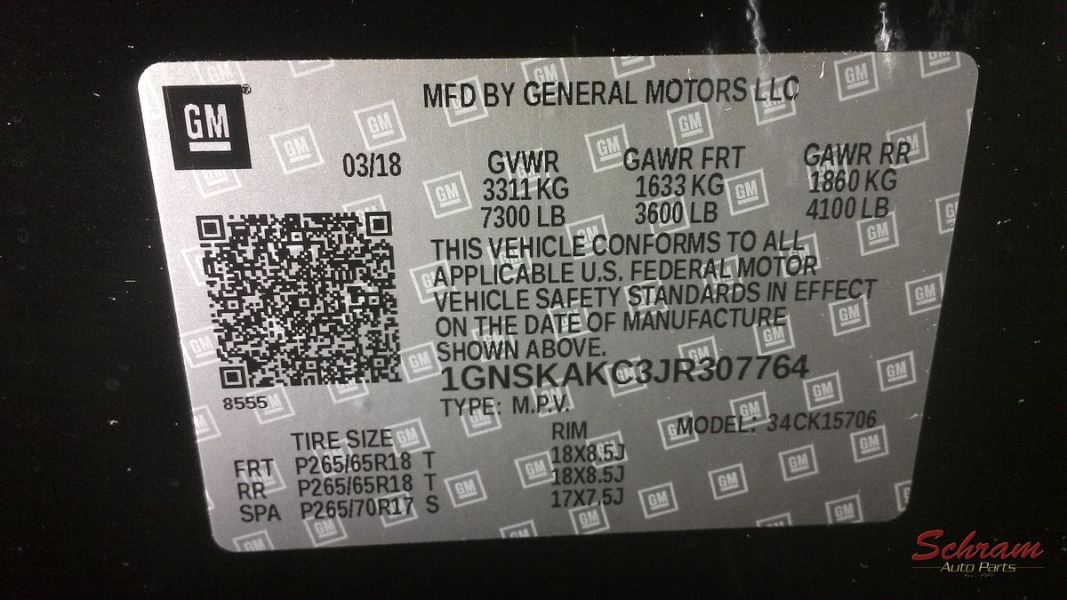 GM
MFD BY GENERAL MOTORS LLC
03/18
GVWR GAWR FRT GAWR RR
3311 KG 1633 KG 1860 KG
7300 LB 3600 LB 4100 LB
THIS VEHICLE CONFORMS TO ALL
APPLICABLE U.S. FEDERAL MOTOR
VEHICLE SAFETY STANDARDS IN EFFECT
ON THE DATE OF MANUFACTURE
SHOWN ABOVE.
1GNSKAKC3JR307764
8555
TYPE: M.P.V. MODEL: 34CK15706
TIRE SIZE RIM
FRT P265/65R18 T 18X8.5J
RR P265/65R18 T 18X8.5J
SPA P265/70R17 S 17X7.5J
Schram
Auto Parts